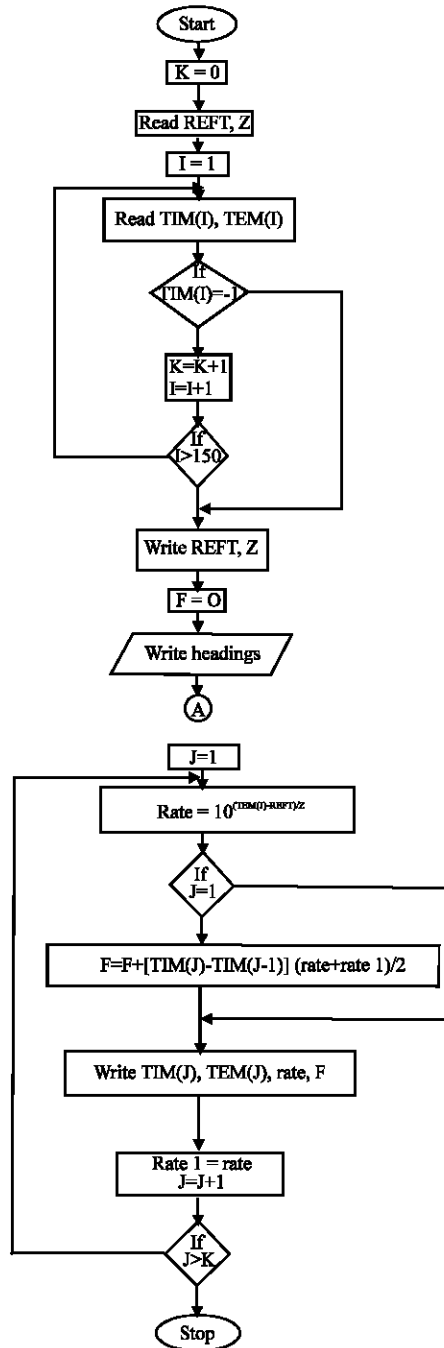 Start
K = 0
Read REFT, Z
I = 1
Read TIM(I), TEM(I)
If
TIM(I)=-1
K=K+1
I=I+1
If
I>150
Write REFT, Z
F = O
Write headings
A
J=1
Rate = 10^(TEM(I)-REFT)/Z
If
J=1
F=F+[TIM(J)-TIM(J-1)] (rate+rate 1)/2
Write TIM(J), TEM(J), rate, F
Rate 1 = rate
J=J+1
If
J>K
Stop